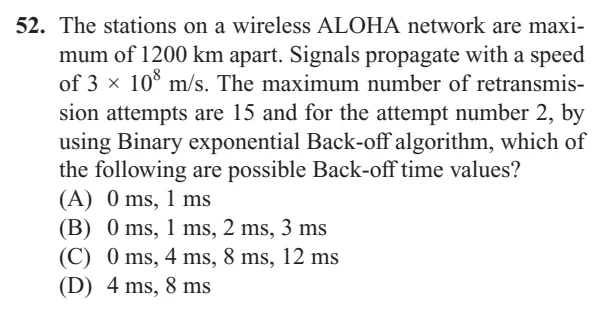 52. The stations on a wireless ALOHA network are maxi-
mum of 1200 km apart. Signals propagate with a speed
of 3 × 10⁸ m/s. The maximum number of retransmis-
sion attempts are 15 and for the attempt number 2, by
using Binary exponential Back-off algorithm, which of
the following are possible Back-off time values?
(A) 0 ms, 1 ms
(B) 0 ms, 1 ms, 2 ms, 3 ms
(C) 0 ms, 4 ms, 8 ms, 12 ms
(D) 4 ms, 8 ms